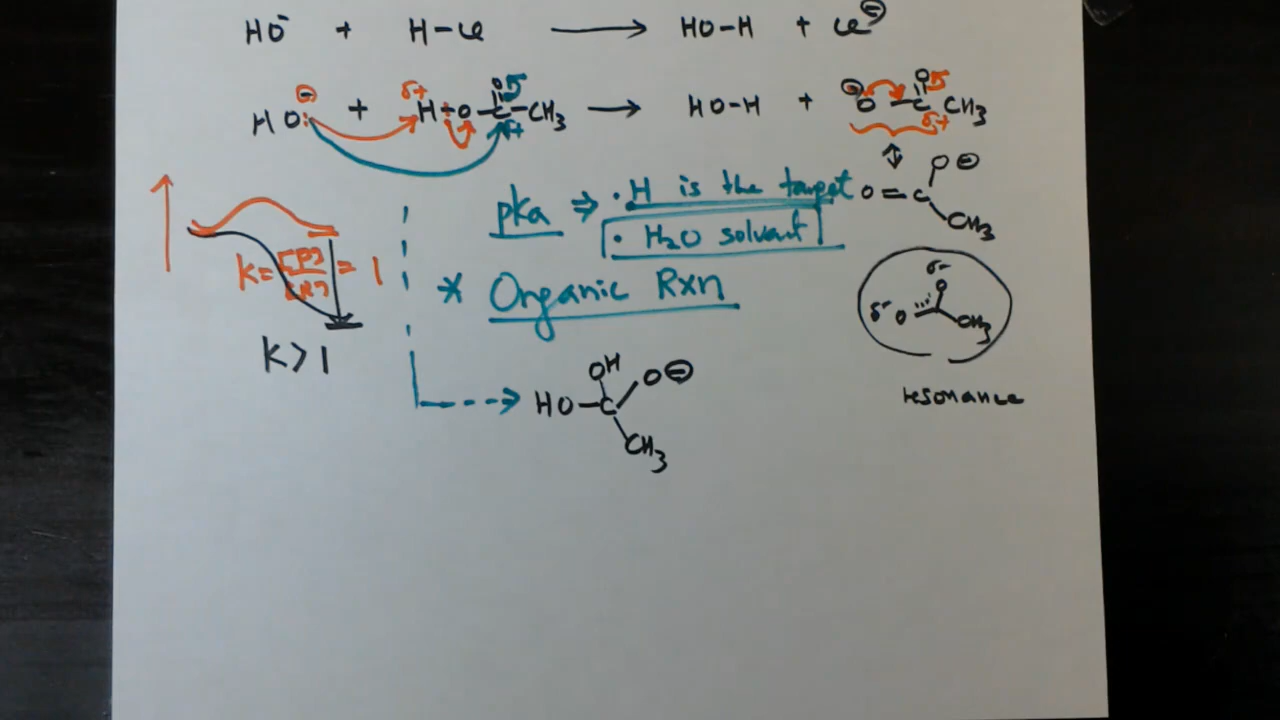 HO⁻ + H-Cl ⟶ HO-H + Cl⊖
HO:⊖ + δ+ H-O-C-CH₃ O δ- δ+ ⟶ HO-H + ⊖O-C CH₃ O δ- δ+
↕
O=C O⊖ CH₃
pka ⇒ · H is the target
· H₂O solvent
K = [P]/[R] = 1
K > 1
* Organic Rxn
δ- O δ- O CH₃
resonance
HO-C OH O⊖ CH₃